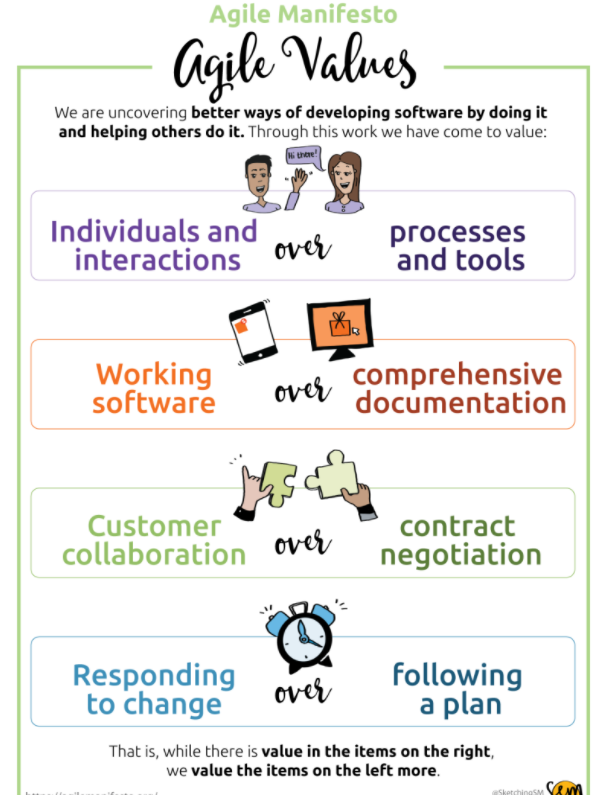 Agile Manifesto
Agile Values
We are uncovering better ways of developing software by doing it
and helping others do it. Through this work we have come to value:
Hi there!
Individuals and
interactions
over
processes
and tools
Working
software
over
comprehensive
documentation
Customer
collaboration
over
contract
negotiation
Responding
to change
over
following
a plan
That is, while there is value in the items on the right,
we value the items on the left more.
https://agilemanifesto.org/
@SketchingSM